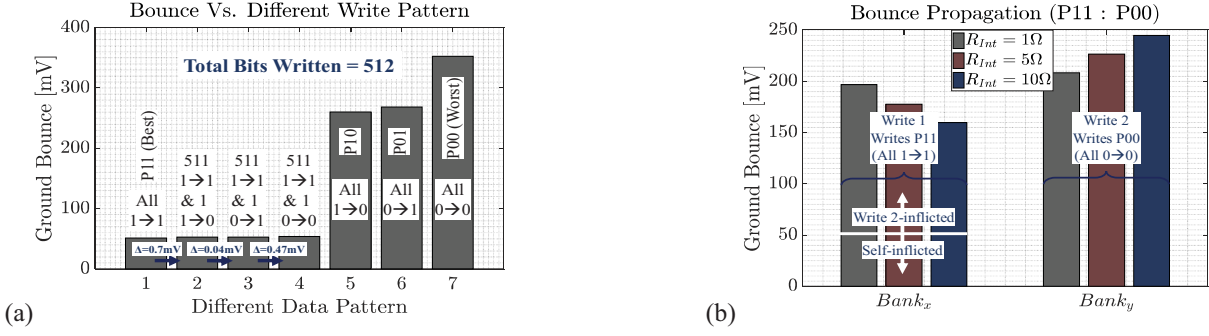 Bounce Vs. Different Write Pattern
Ground Bounce [mV]
400
300
200
100
0
Total Bits Written = 512
P11 (Best)
All
1→1
511
1→1
& 1
1→0
511
1→1
& 1
0→1
511
1→1
& 1
0→0
P10
All
1→0
P01
All
0→1
P00 (Worst)
All
0→0
Δ=0.7mV
Δ=0.04mV
Δ=0.47mV
1 2 3 4 5 6 7
Different Data Pattern
(a)
Bounce Propagation (P11 : P00)
Ground Bounce [mV]
250
200
150
100
50
0
R_Int = 1Ω
R_Int = 5Ω
R_Int = 10Ω
Write 1
Writes P11
(All 1→1)
Write 2
Writes P00
(All 0→0)
Write 2-inflicted
Self-inflicted
Bank_x Bank_y
(b)